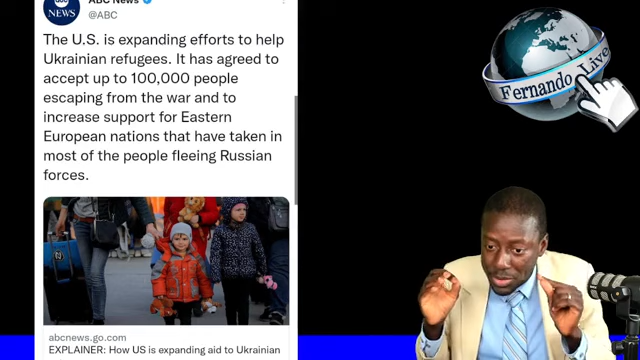 abc
NEWS
ABC News
@ABC
The U.S. is expanding efforts to help
Ukrainian refugees. It has agreed to
accept up to 100,000 people
escaping from the war and to
increase support for Eastern
European nations that have taken in
most of the people fleeing Russian
forces.
abcnews.go.com
EXPLAINER: How US is expanding aid to Ukrainian
Fernando Live